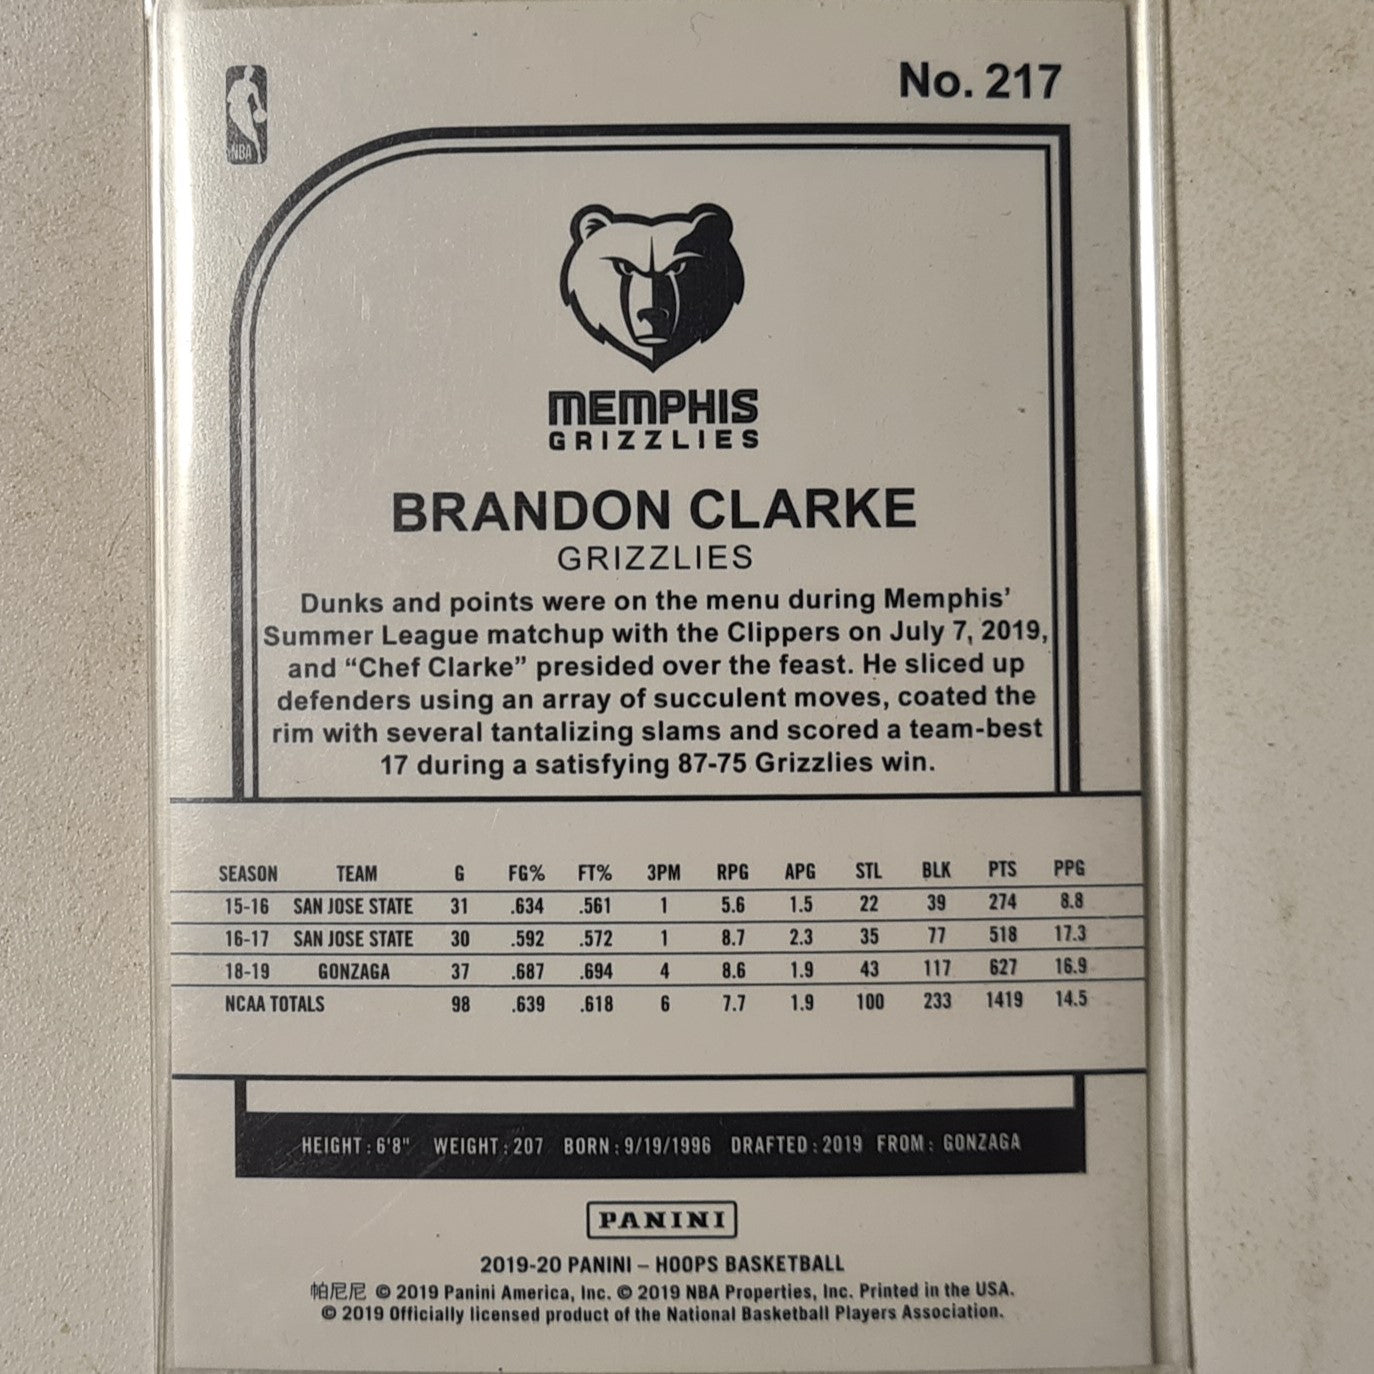 No. 217
NBA
MEMPHIS
GRIZZLIES
BRANDON CLARKE
GRIZZLIES
Dunks and points were on the menu during Memphis’
Summer League matchup with the Clippers on July 7, 2019,
and “Chef Clarke” presided over the feast. He sliced up
defenders using an array of succulent moves, coated the
rim with several tantalizing slams and scored a team-best
17 during a satisfying 87-75 Grizzlies win.
SEASON TEAM G FG% FT% 3PM RPG APG STL BLK PTS PPG
15-16 SAN JOSE STATE 31 .634 .561 1 5.6 1.5 22 39 274 8.8
16-17 SAN JOSE STATE 30 .592 .572 1 8.7 2.3 35 77 518 17.3
18-19 GONZAGA 37 .687 .694 4 8.6 1.9 43 117 627 16.9
NCAA TOTALS 98 .639 .618 6 7.7 1.9 100 233 1419 14.5
HEIGHT : 6'8" WEIGHT : 207 BORN : 9/19/1996 DRAFTED : 2019 FROM : GONZAGA
PANINI
2019-20 PANINI – HOOPS BASKETBALL
帕尼尼 © 2019 Panini America, Inc. © 2019 NBA Properties, Inc. Printed in the USA.
© 2019 Officially licensed product of the National Basketball Players Association.